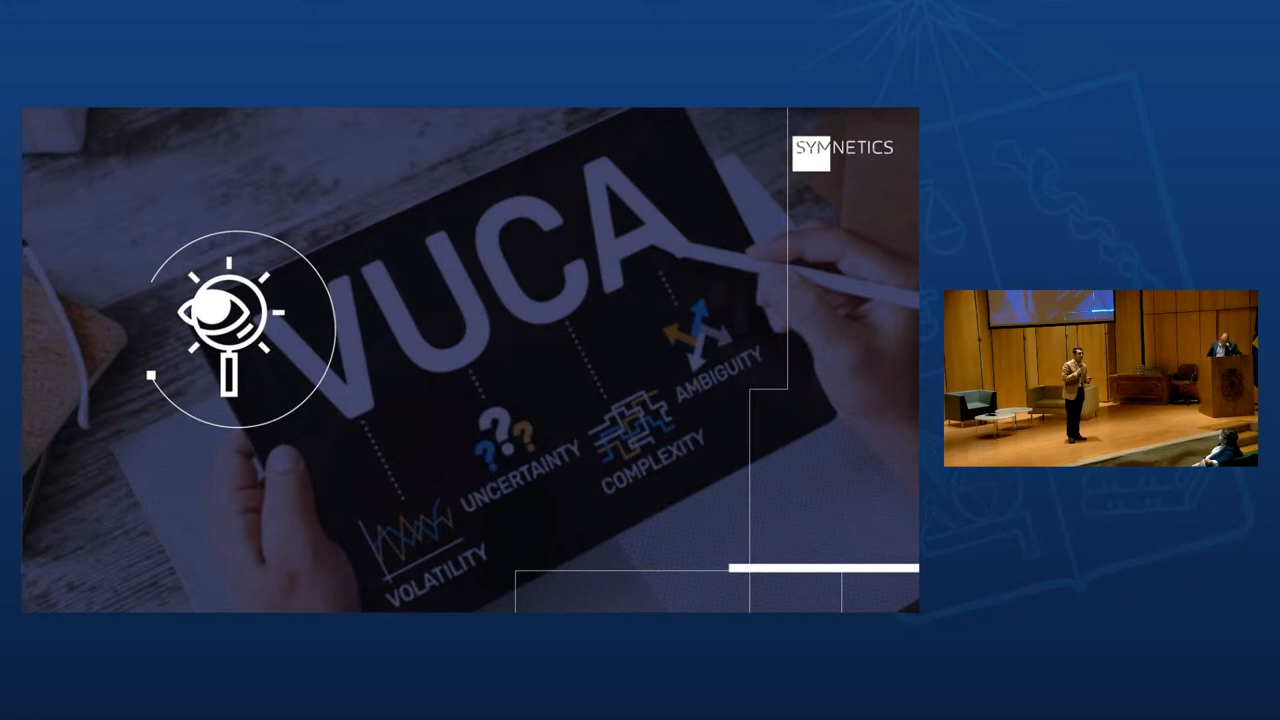 SYMNETICS
VUCA
VOLATILITY
UNCERTAINTY
COMPLEXITY
AMBIGUITY